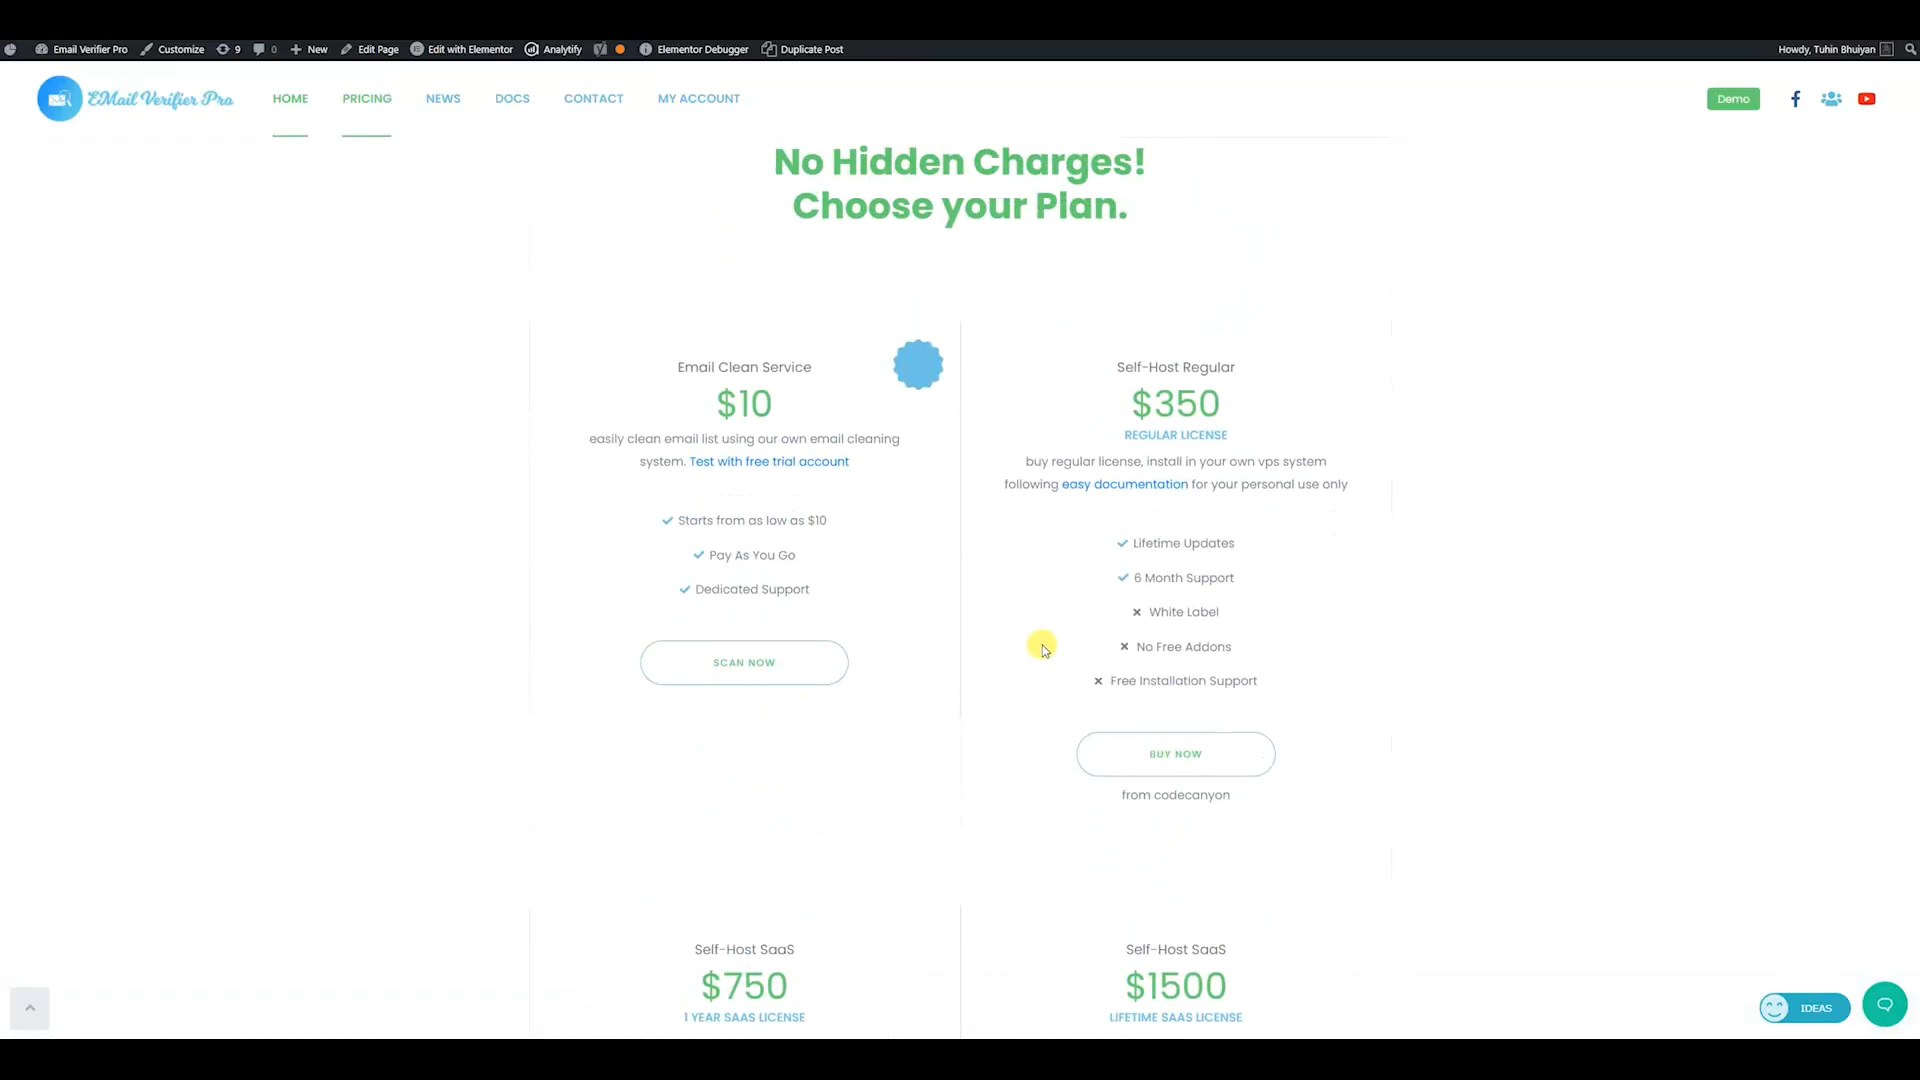 Email Verifier Pro Customize 9 0 New Edit Page Edit with Elementor Analytify Elementor Debugger Duplicate Post Howdy, Tuhin Bhuiyan
EMail Verifier Pro HOME PRICING NEWS DOCS CONTACT MY ACCOUNT Demo
No Hidden Charges!
Choose your Plan.
Email Clean Service
$10
easily clean email list using our own email cleaning
system. Test with free trial account
Starts from as low as $10
Pay As You Go
Dedicated Support
SCAN NOW
Self-Host Regular
$350
REGULAR LICENSE
buy regular license, install in your own vps system
following easy documentation for your personal use only
Lifetime Updates
6 Month Support
White Label
No Free Addons
Free Installation Support
BUY NOW
from codecanyon
Self-Host SaaS
$750
1 YEAR SAAS LICENSE
Self-Host SaaS
$1500
LIFETIME SAAS LICENSE
IDEAS